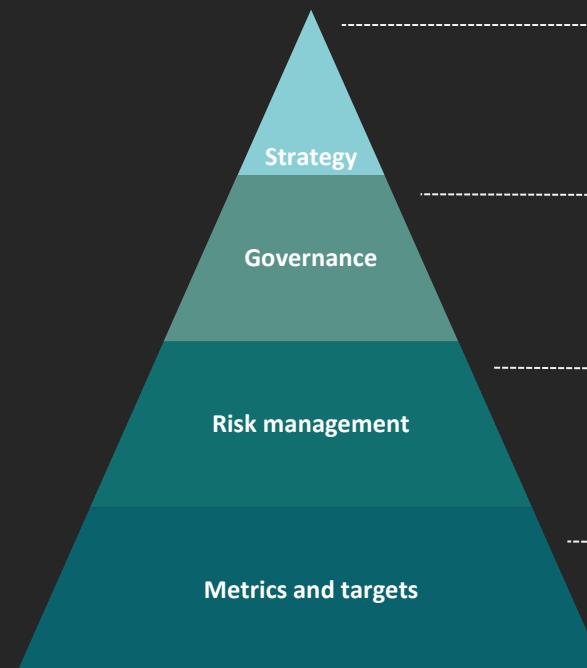 Strategy
Governance
Risk management
Metrics and targets